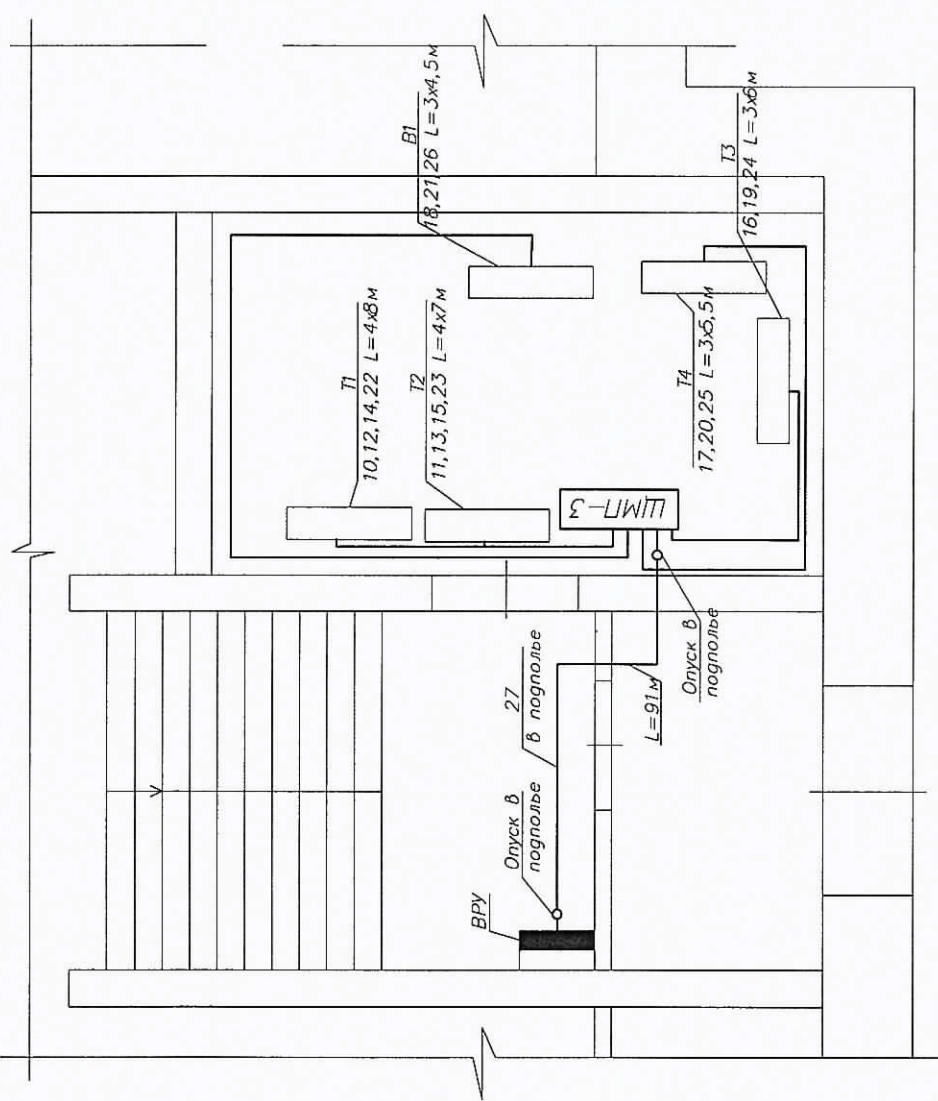 В1
18,21,26 L=3x4,5м
Т3
16,19,24 L=3x6м
Т1
10,12,14,22 L=4x8м
Т2
11,13,15,23 L=4x7м
Т4
17,20,25 L=3x5,5м
ЩМП-3
Опуск в
подполье
27
в подполье
L=91м
Опуск в
подполье
ВРУ